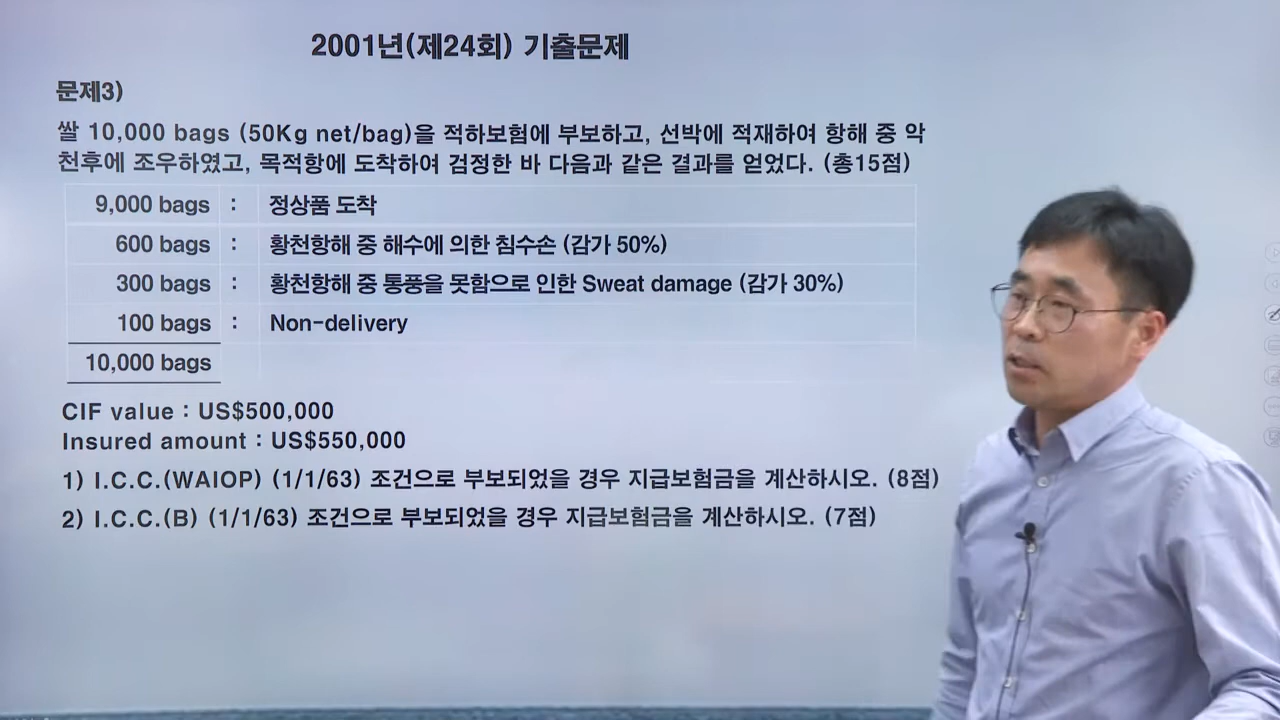 2001년(제24회) 기출문제
문제3)
쌀 10,000 bags (50Kg net/bag)을 적하보험에 부보하고, 선박에 적재하여 항해 중 악
천후에 조우하였고, 목적항에 도착하여 검정한 바 다음과 같은 결과를 얻었다. (총15점)
9,000 bags : 정상품 도착
600 bags : 황천항해 중 해수에 의한 침수손 (감가 50%)
300 bags : 황천항해 중 통풍을 못함으로 인한 Sweat damage (감가 30%)
100 bags : Non-delivery
10,000 bags
CIF value : US$500,000
Insured amount : US$550,000
1) I.C.C.(WAIOP) (1/1/63) 조건으로 부보되었을 경우 지급보험금을 계산하시오. (8점)
2) I.C.C.(B) (1/1/63) 조건으로 부보되었을 경우 지급보험금을 계산하시오. (7점)